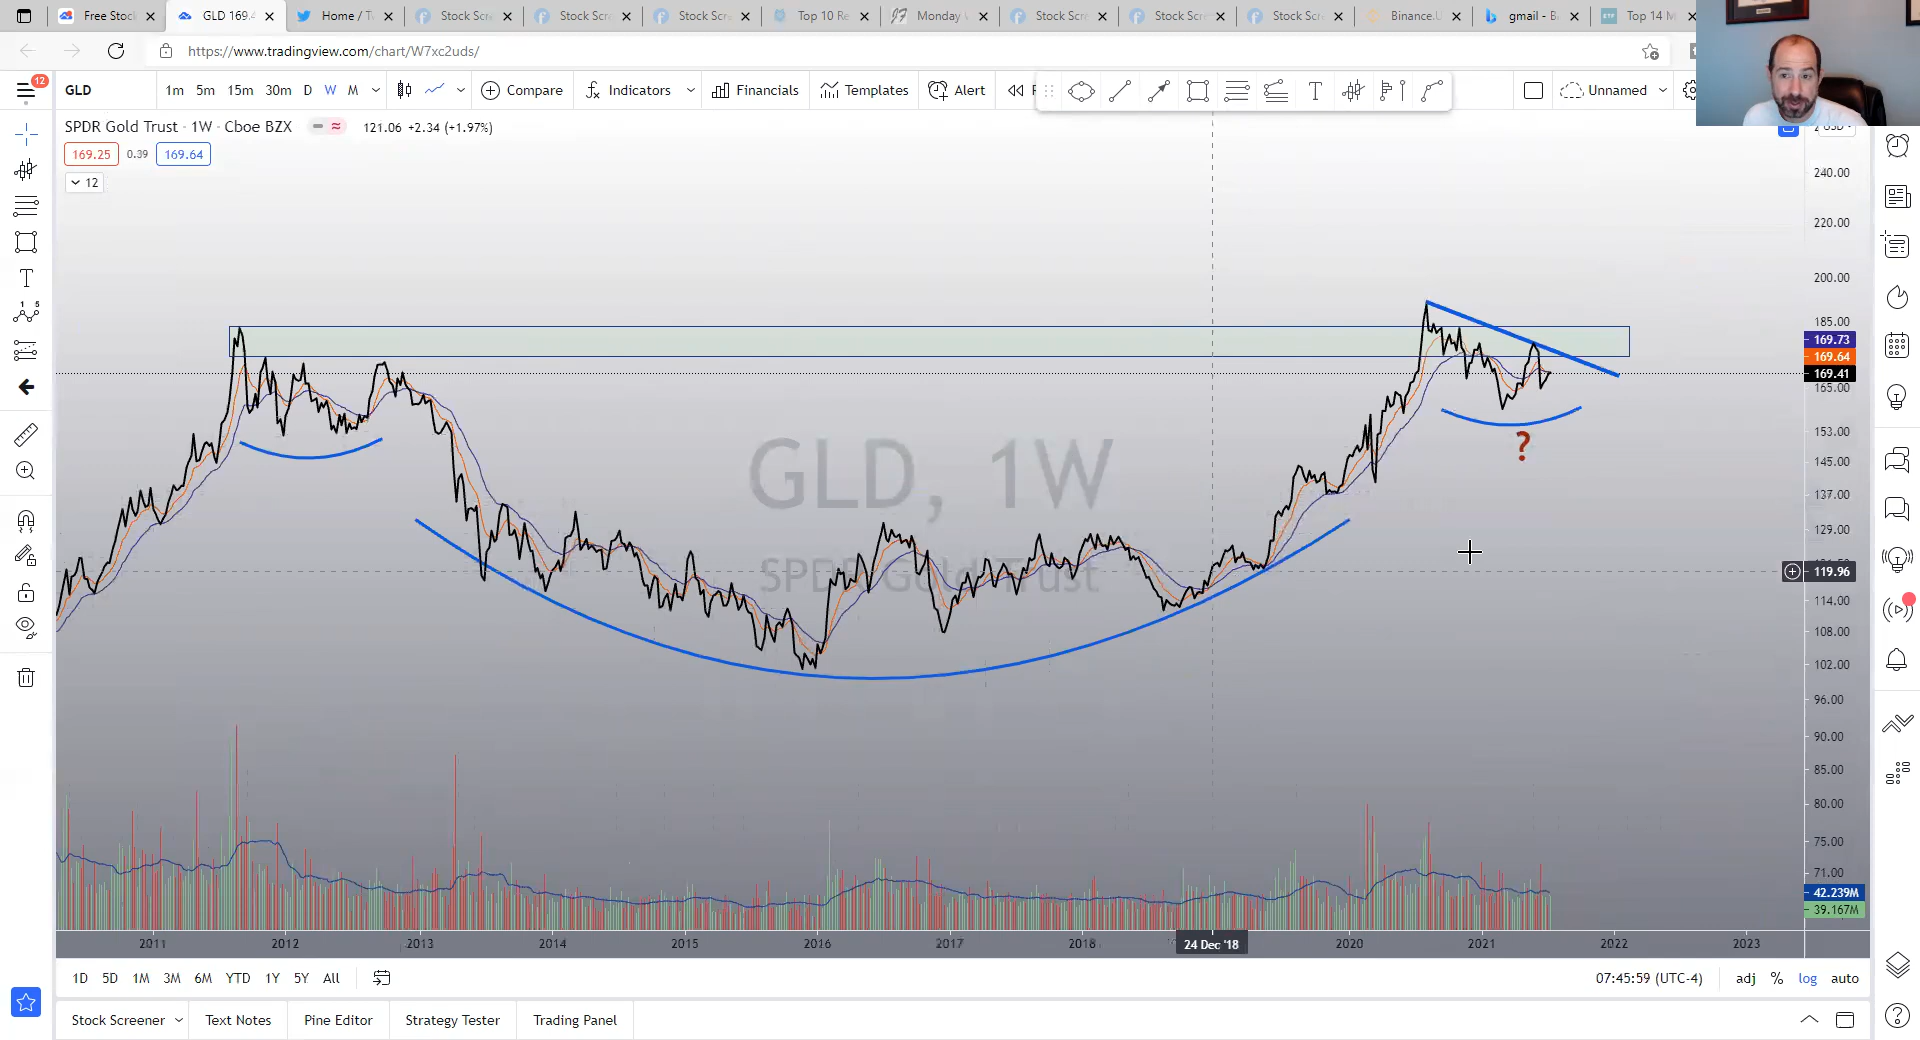 Free Stock
GLD 169.4
Home / T
Stock Scr
Stock Scr
Stock Scr
Top 10 Re
Monday
Stock Scr
Stock Scr
Stock Scr
Binance.U
gmail - B
Top 14 M
https://www.tradingview.com/chart/W7xc2uds/
12
GLD
1m 5m 15m 30m D W M
Compare
Indicators
Financials
Templates
Alert
Unnamed
SPDR Gold Trust · 1W · Cboe BZX 121.06 +2.34 (+1.97%)
169.25 0.39 169.64
12
240.00
220.00
200.00
185.00
169.73
169.64
169.41
165.00
153.00
145.00
137.00
129.00
119.96
114.00
108.00
102.00
96.00
90.00
85.00
80.00
75.00
71.00
42.239M
39.167M
?
GLD, 1W
SPDR Gold Trust
2011 2012 2013 2014 2015 2016 2017 2018 24 Dec '18 2020 2021 2022 2023
1D 5D 1M 3M 6M YTD 1Y 5Y All
07:45:59 (UTC-4) adj % log auto
Stock Screener Text Notes Pine Editor Strategy Tester Trading Panel